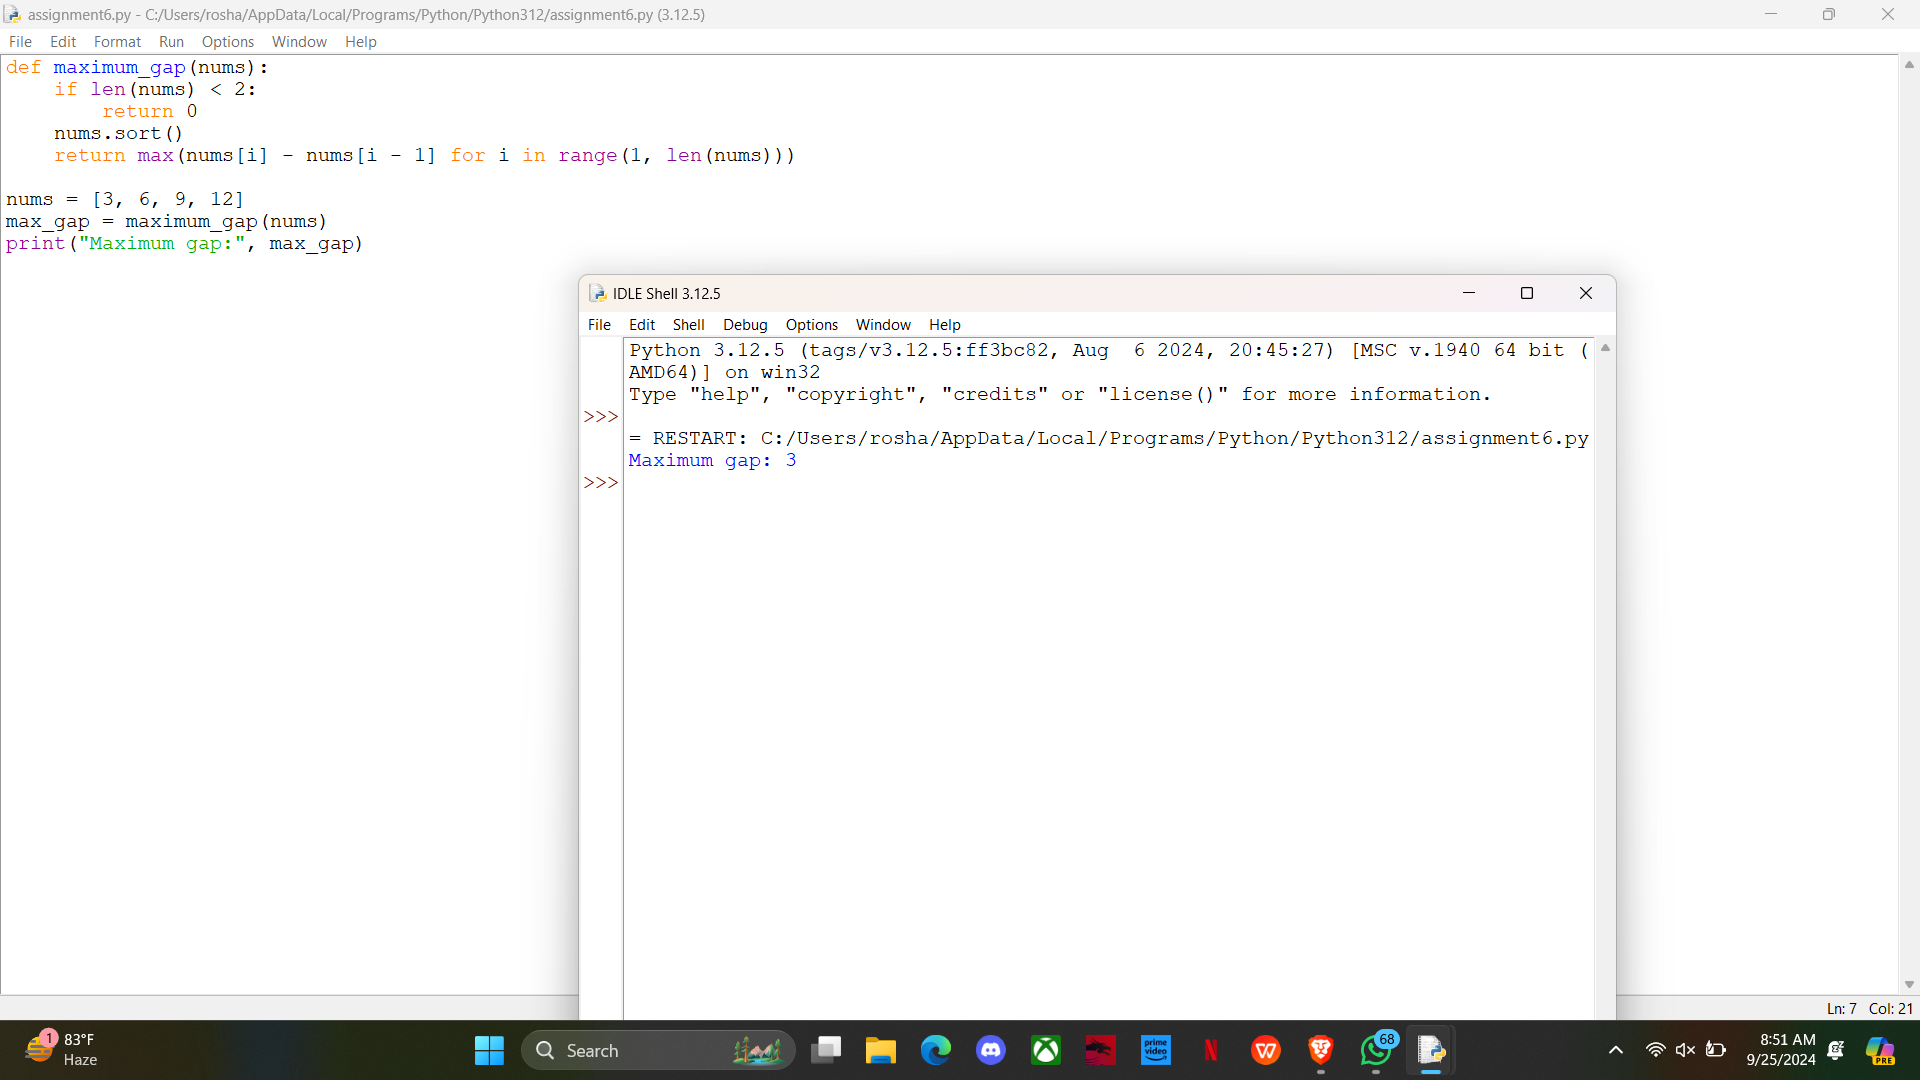 assignment6.py - C:/Users/rosha/AppData/Local/Programs/Python/Python312/assignment6.py (3.12.5)
File Edit Format Run Options Window Help
def maximum_gap(nums):
    if len(nums) < 2:
        return 0
    nums.sort()
    return max(nums[i] - nums[i - 1] for i in range(1, len(nums)))

nums = [3, 6, 9, 12]
max_gap = maximum_gap(nums)
print("Maximum gap:", max_gap)
IDLE Shell 3.12.5
File Edit Shell Debug Options Window Help
Python 3.12.5 (tags/v3.12.5:ff3bc82, Aug  6 2024, 20:45:27) [MSC v.1940 64 bit (
AMD64)] on win32
Type "help", "copyright", "credits" or "license()" for more information.
>>>
= RESTART: C:/Users/rosha/AppData/Local/Programs/Python/Python312/assignment6.py
Maximum gap: 3
>>>
Ln: 7 Col: 21
1
83°F
Haze
Search
prime video
N
W
68
8:51 AM
9/25/2024
PRE